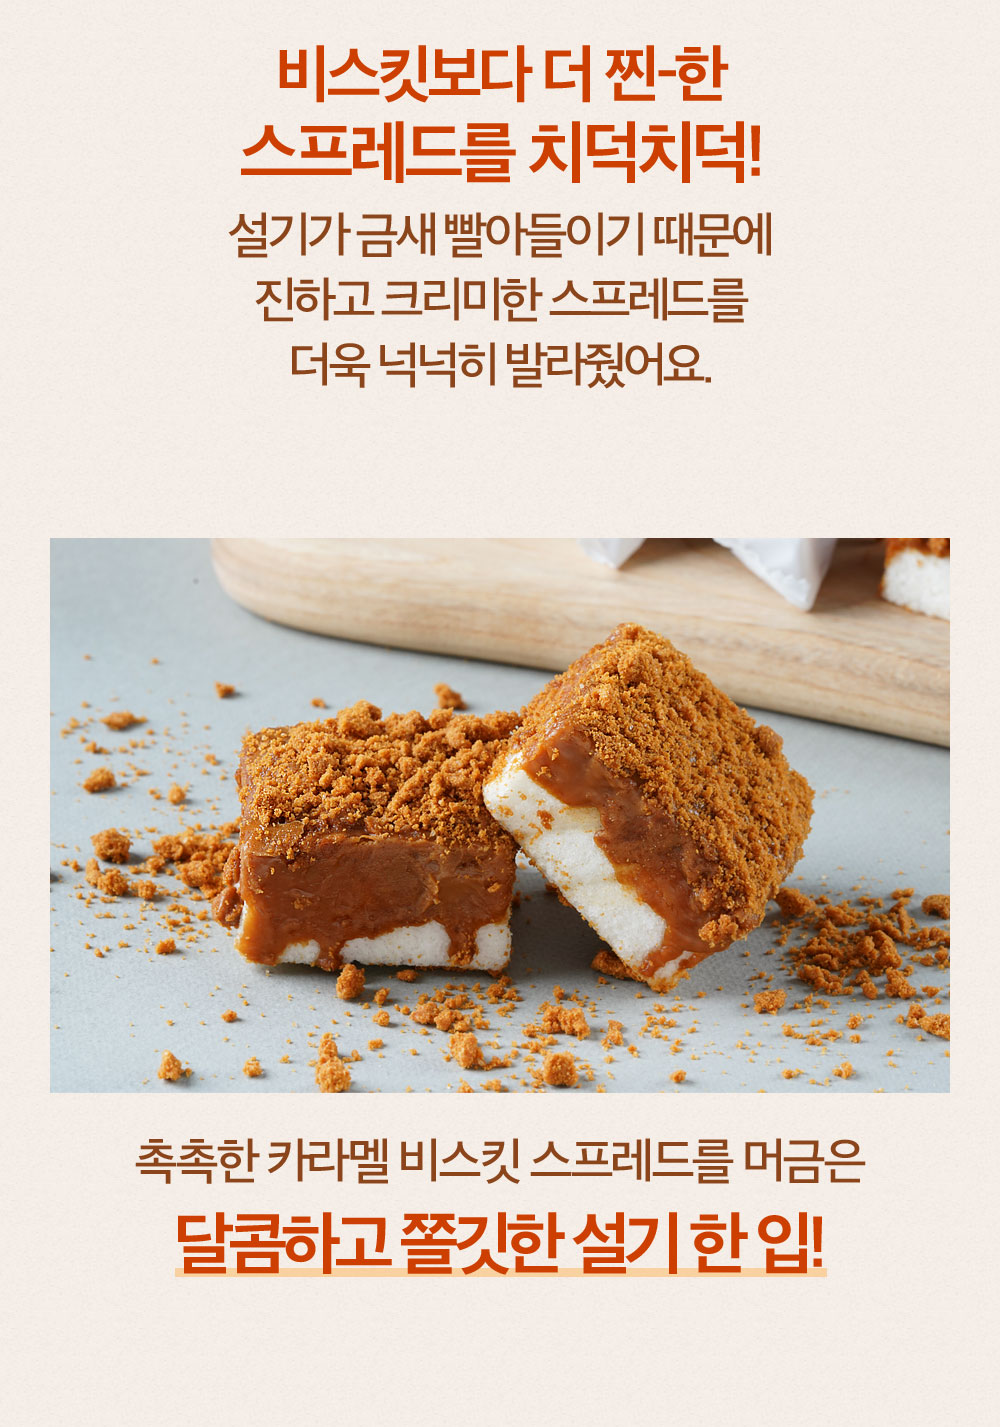 비스킷보다 더 찐-한
스프레드를 치덕치덕!
설기가 금새 빨아들이기 때문에
진하고 크리미한 스프레드를
더욱 넉넉히 발라줬어요.
촉촉한 카라멜 비스킷 스프레드를 머금은
달콤하고 쫄깃한 설기 한 입!